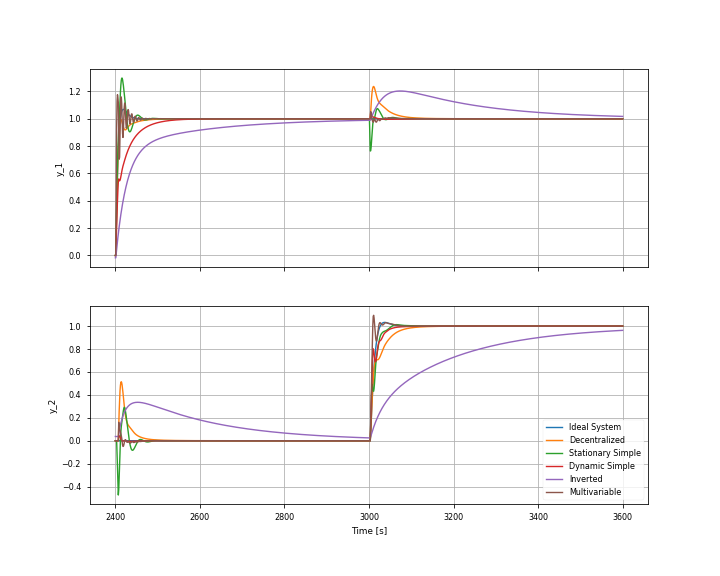 1.2
1.0
0.8
0.6
0.4
0.2
0.0
y_1
1.0
0.8
0.6
0.4
0.2
0.0
−0.2
−0.4
y_2
Ideal System
Decentralized
Stationary Simple
Dynamic Simple
Inverted
Multivariable
2400 2600 2800 3000 3200 3400 3600
Time [s]